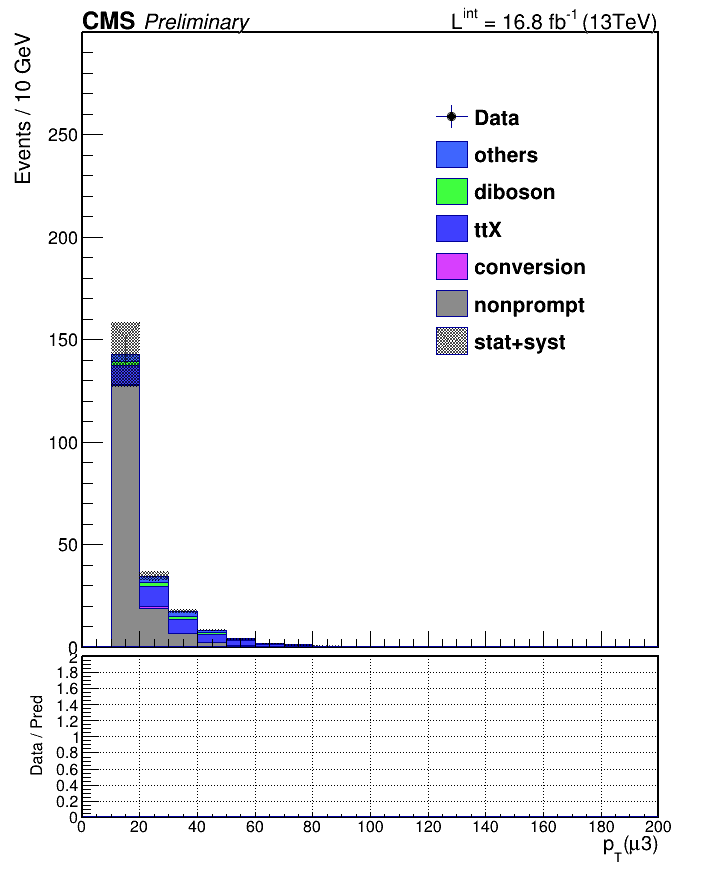 CMS Preliminary
L^int = 16.8 fb^-1 (13TeV)
Events / 10 GeV
250
200
150
100
50
0
Data
others
diboson
ttX
conversion
nonprompt
stat+syst
Data / Pred
2
1.8
1.6
1.4
1.2
1
0.8
0.6
0.4
0.2
0
0 20 40 60 80 100 120 140 160 180 200
p_T(μ3)